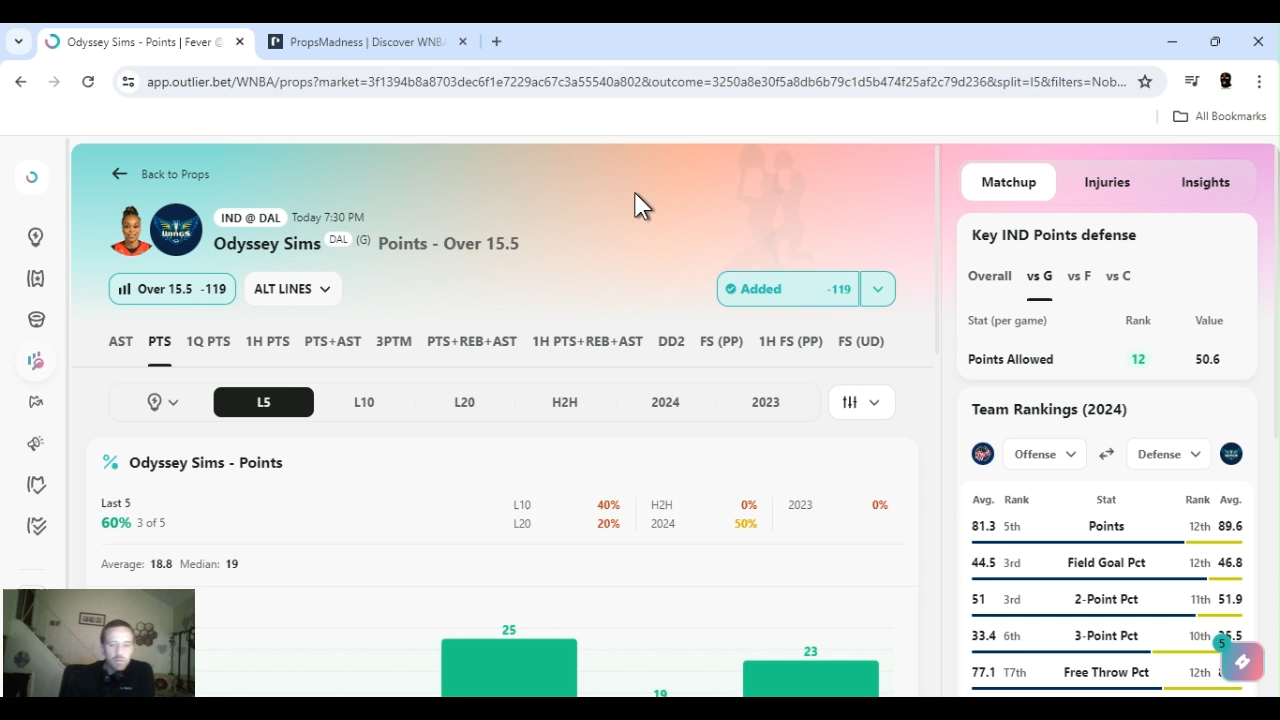 Odyssey Sims - Points | Fever @
PropsMadness | Discover WNB
app.outlier.bet/WNBA/props?market=3f1394b8a8703dec6f1e7229ac67c3a55540a802&outcome=3250a8e30f5a8db6b79c1d5b474f25af2c79d236&split=l5&filters=Nob...
All Bookmarks
Back to Props
IND @ DAL Today 7:30 PM
Odyssey Sims DAL (G) Points - Over 15.5
Over 15.5 -119 ALT LINES
Added -119
AST PTS 1Q PTS 1H PTS PTS+AST 3PTM PTS+REB+AST 1H PTS+REB+AST DD2 FS (PP) 1H FS (PP) FS (UD)
L5 L10 L20 H2H 2024 2023
Odyssey Sims - Points
Last 5 L10 40% H2H 0% 2023 0%
60% 3 of 5 L20 20% 2024 50%
Average: 18.8 Median: 19
25
23
19
Matchup Injuries Insights
Key IND Points defense
Overall vs G vs F vs C
Stat (per game) Rank Value
Points Allowed 12 50.6
Team Rankings (2024)
WINGS
Offense Defense
Avg. Rank Stat Rank Avg.
81.3 5th Points 12th 89.6
44.5 3rd Field Goal Pct 12th 46.8
51 3rd 2-Point Pct 11th 51.9
33.4 6th 3-Point Pct 10th 5.5
5
77.1 T7th Free Throw Pct 12th